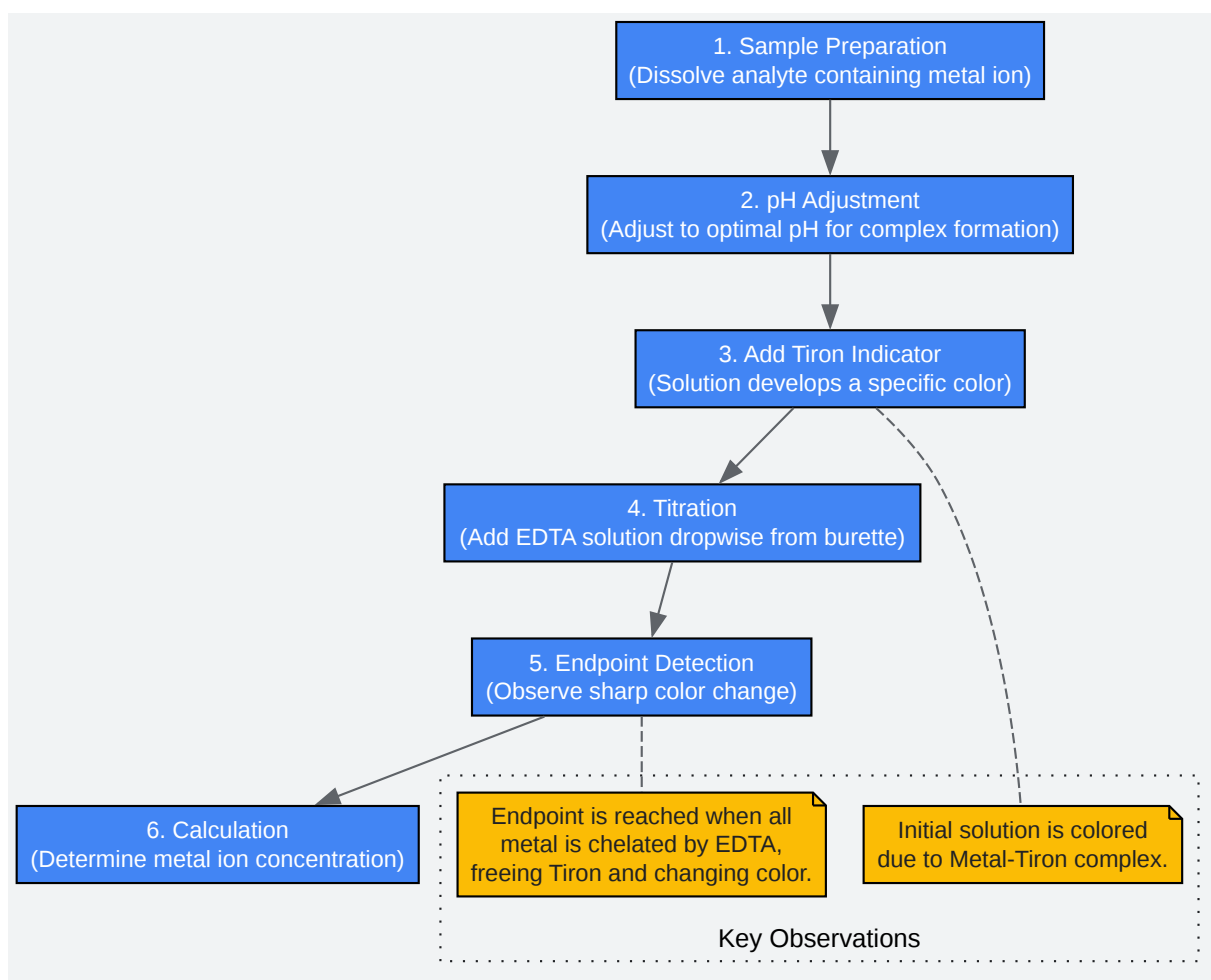 1. Sample Preparation
(Dissolve analyte containing metal ion)
2. pH Adjustment
(Adjust to optimal pH for complex formation)
3. Add Tiron Indicator
(Solution develops a specific color)
4. Titration
(Add EDTA solution dropwise from burette)
5. Endpoint Detection
(Observe sharp color change)
6. Calculation
(Determine metal ion concentration)
Endpoint is reached when all
metal is chelated by EDTA,
freeing Tiron and changing color.
Initial solution is colored
due to Metal-Tiron complex.
Key Observations